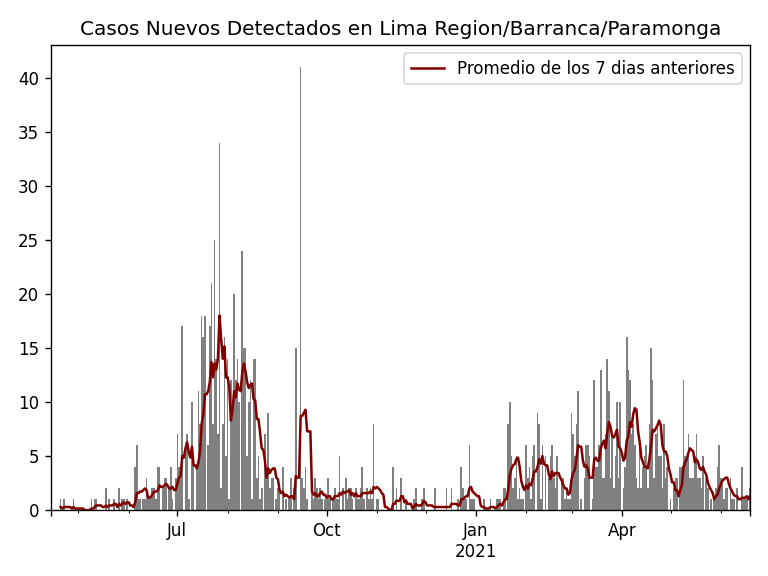 Casos Nuevos Detectados en Lima Region/Barranca/Paramonga
Promedio de los 7 dias anteriores
40
35
30
25
20
15
10
5
0
Jul
Oct
Jan
2021
Apr